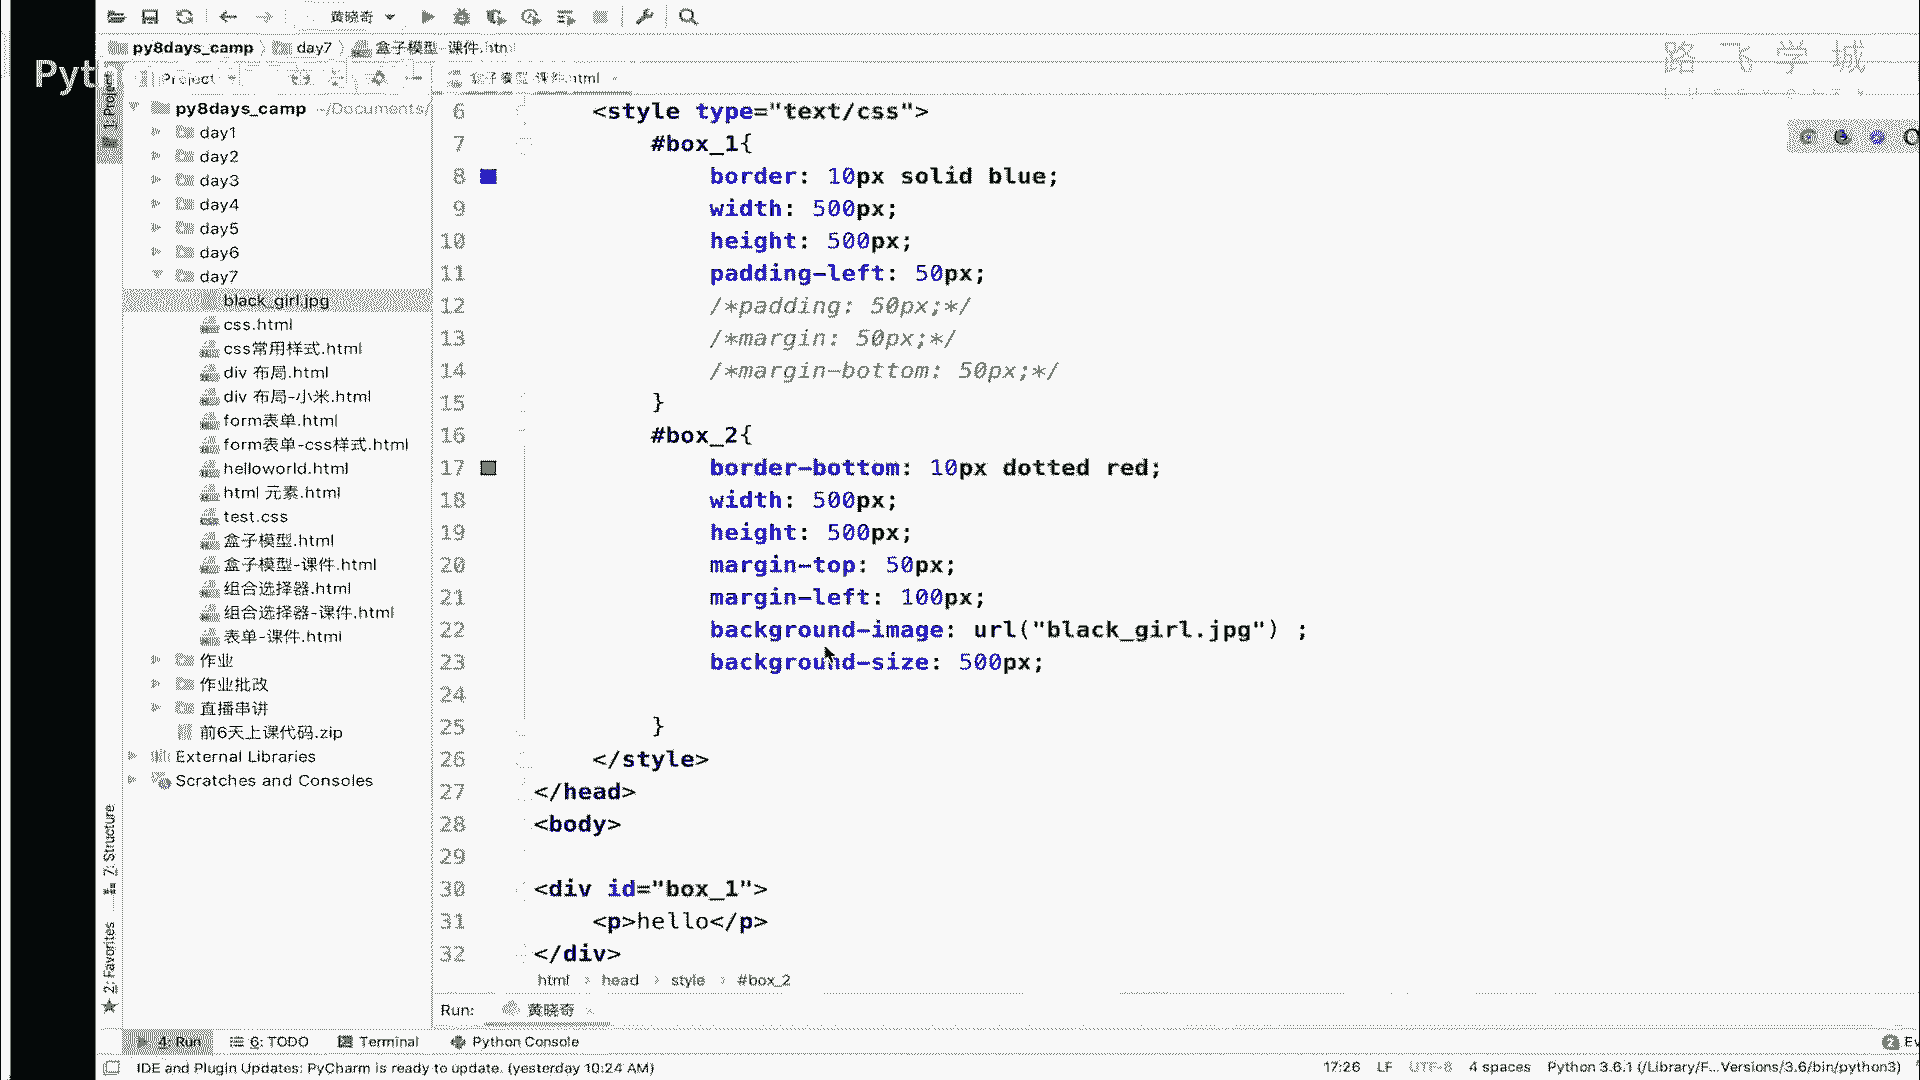 黄晓奇
py8days_camp
day7
盒子模型-课件.html
路飞学城
Pyt
Project
盒子模型-课件.html
1: Project
py8days_camp ~/Documents/
day1
day2
day3
day4
day5
day6
day7
black_girl.jpg
css.html
css常用样式.html
div 布局.html
div 布局-小米.html
form表单.html
form表单-css样式.html
helloworld.html
html 元素.html
test.css
盒子模型.html
盒子模型-课件.html
组合选择器.html
组合选择器-课件.html
表单-课件.html
作业
作业批改
直播串讲
前6天上课代码.zip
External Libraries
Scratches and Consoles
7: Structure
2: Favorites
6 <style type="text/css">
7 #box_1{
8 border: 10px solid blue;
9 width: 500px;
10 height: 500px;
11 padding-left: 50px;
12 /*padding: 50px;*/
13 /*margin: 50px;*/
14 /*margin-bottom: 50px;*/
15 }
16 #box_2{
17 border-bottom: 10px dotted red;
18 width: 500px;
19 height: 500px;
20 margin-top: 50px;
21 margin-left: 100px;
22 background-image: url("black_girl.jpg") ;
23 background-size: 500px;
24
25 }
26 </style>
27 </head>
28 <body>
29
30 <div id="box_1">
31 <p>hello</p>
32 </div>
html › head › style › #box_2
Run: 黄晓奇
4: Run 6: TODO Terminal Python Console 2 Ev
IDE and Plugin Updates: PyCharm is ready to update. (yesterday 10:24 AM) 17:26 LF UTF-8 4 spaces Python 3.6.1 (/Library/F...Versions/3.6/bin/python3)